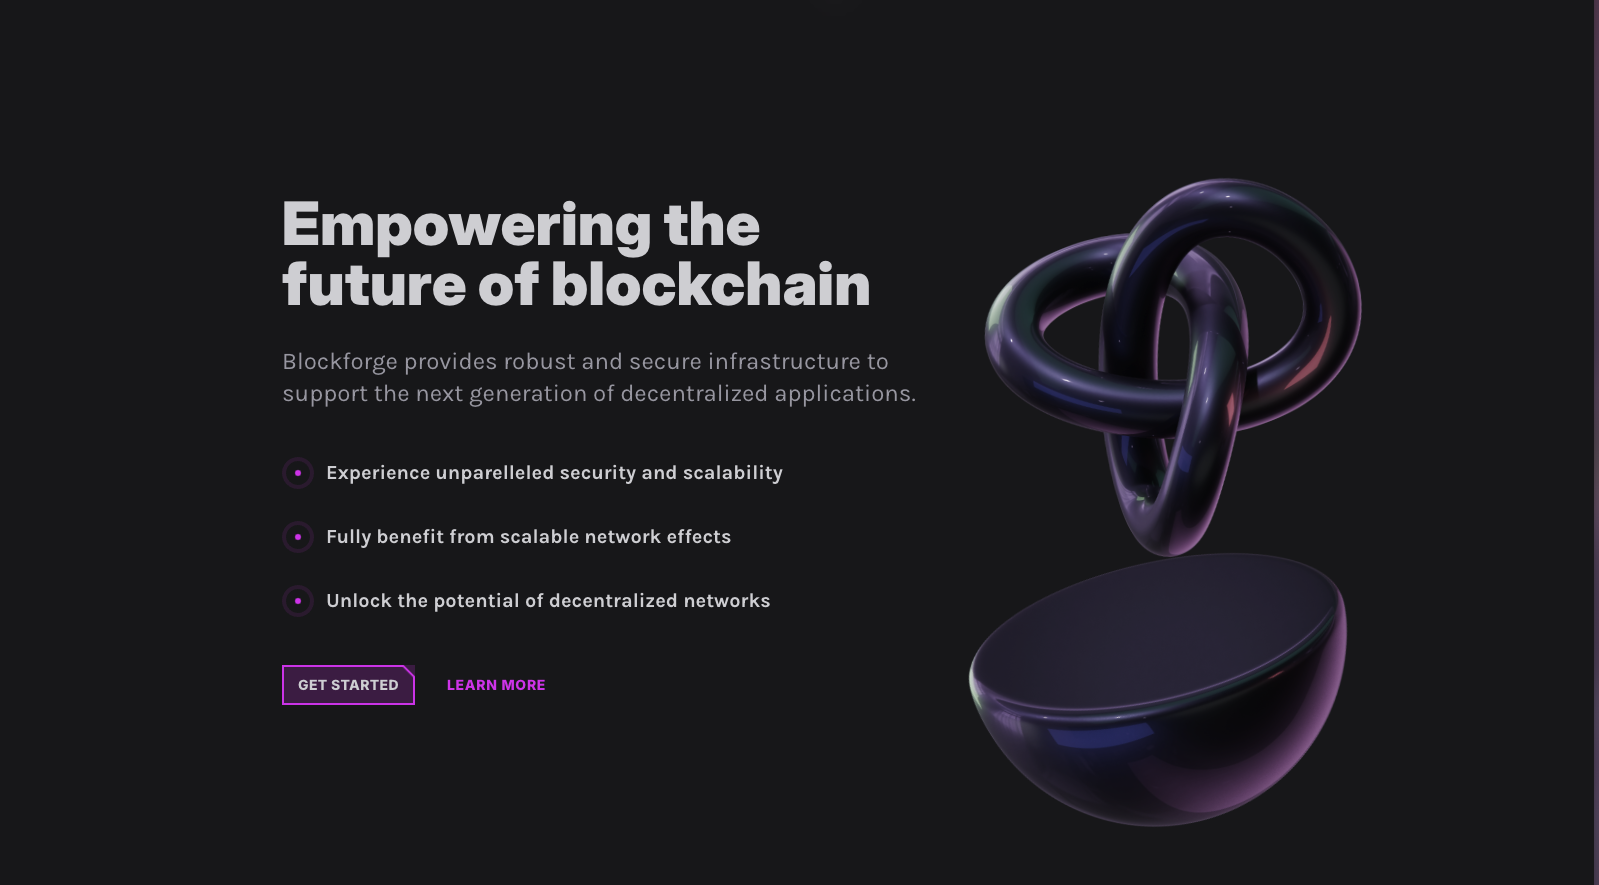 Empowering the
future of blockchain
Blockforge provides robust and secure infrastructure to
support the next generation of decentralized applications.
Experience unparelleled security and scalability
Fully benefit from scalable network effects
Unlock the potential of decentralized networks
GET STARTED LEARN MORE